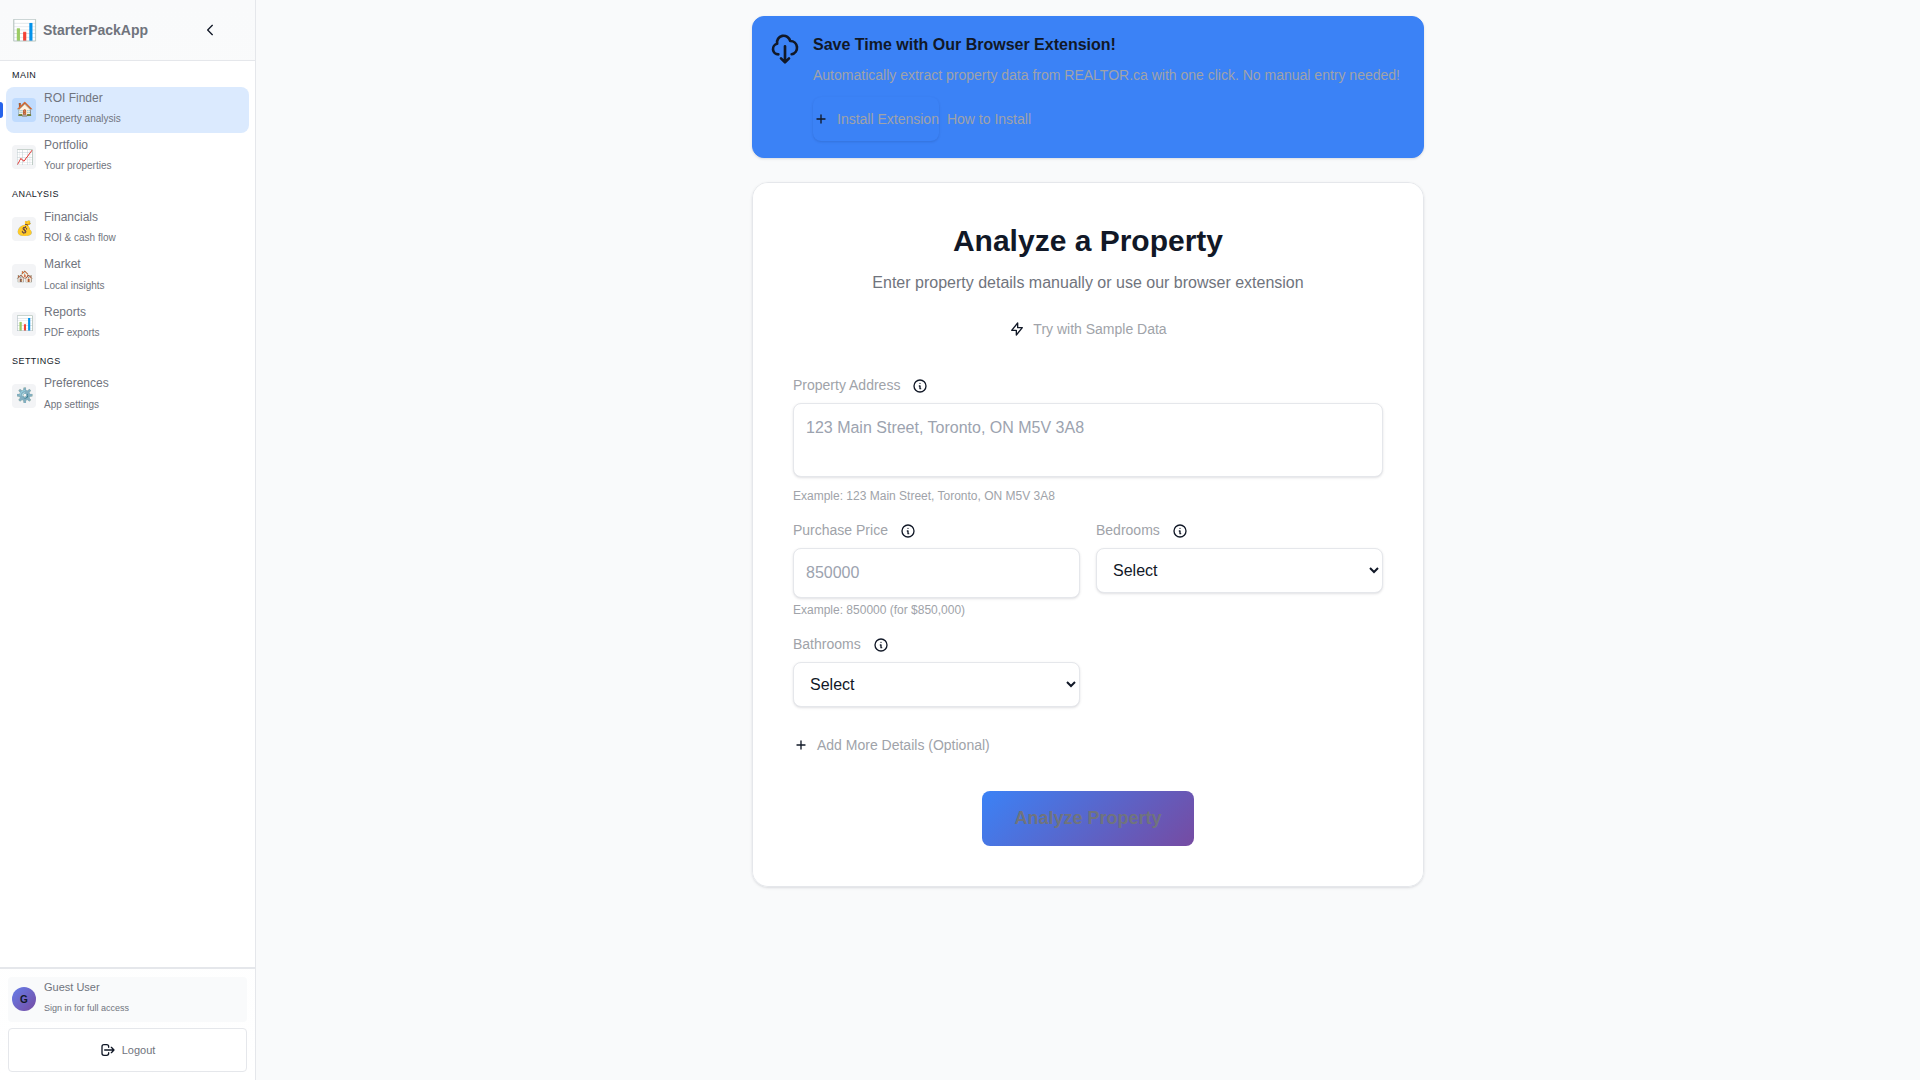 StarterPackApp
MAIN
ROI Finder
Property analysis
Portfolio
Your properties
ANALYSIS
Financials
ROI & cash flow
Market
Local insights
Reports
PDF exports
SETTINGS
Preferences
App settings
G
Guest User
Sign in for full access
Logout
Save Time with Our Browser Extension!
Automatically extract property data from REALTOR.ca with one click. No manual entry needed!
Install Extension How to Install
Analyze a Property
Enter property details manually or use our browser extension
Try with Sample Data
Property Address
123 Main Street, Toronto, ON M5V 3A8
Example: 123 Main Street, Toronto, ON M5V 3A8
Purchase Price
850000
Example: 850000 (for $850,000)
Bedrooms
Select
Bathrooms
Select
Add More Details (Optional)
Analyze Property